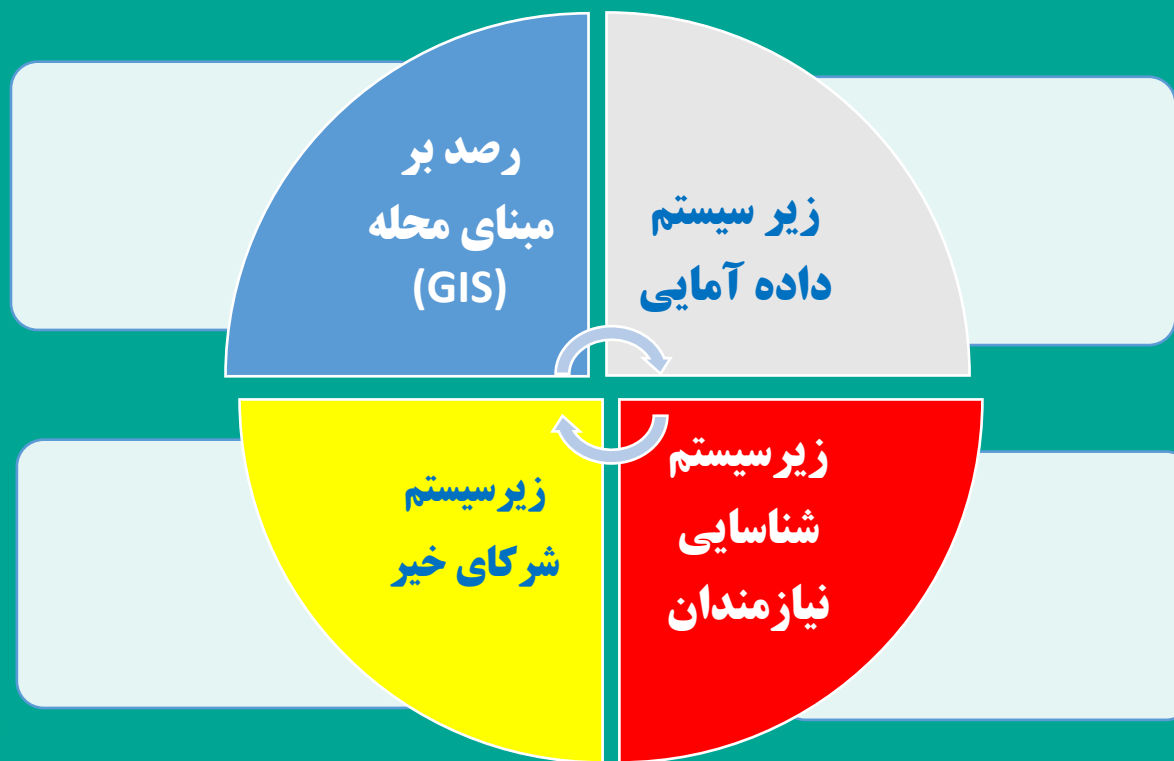 زیر سیستم
داده آمایی
رصد بر
مبنای محله
(GIS)
زیرسیستم
شناسایی
نیازمندان
زیرسیستم
شرکای خیر